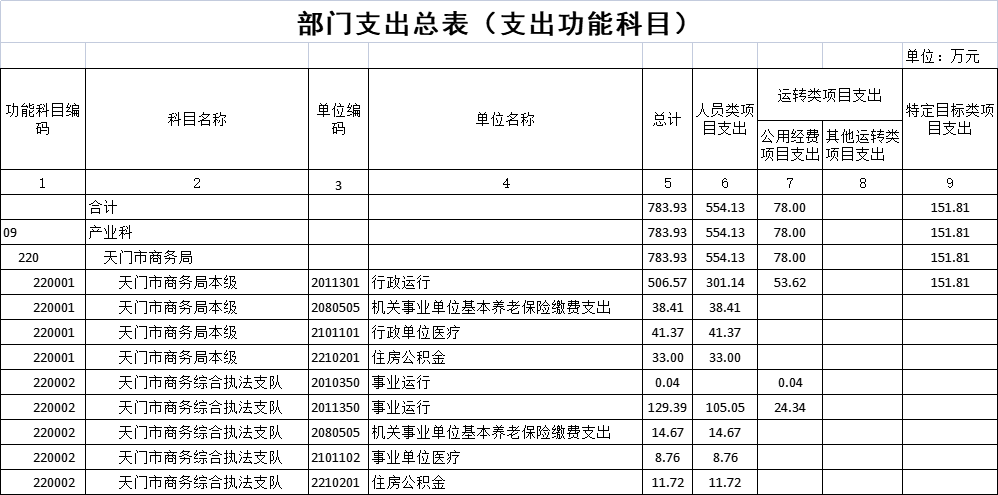 部门支出总表（支出功能科目）
单位：万元
功能科目编码 科目名称 单位编码 单位名称 总计 人员类项目支出 运转类项目支出 特定目标类项目支出
公用经费项目支出 其他运转类项目支出
1 2 3 4 5 6 7 8 9
合计 783.93 554.13 78.00 151.81
09 产业科 783.93 554.13 78.00 151.81
220 天门市商务局 783.93 554.13 78.00 151.81
220001 天门市商务局本级 2011301 行政运行 506.57 301.14 53.62 151.81
220001 天门市商务局本级 2080505 机关事业单位基本养老保险缴费支出 38.41 38.41
220001 天门市商务局本级 2101101 行政单位医疗 41.37 41.37
220001 天门市商务局本级 2210201 住房公积金 33.00 33.00
220002 天门市商务综合执法支队 2010350 事业运行 0.04 0.04
220002 天门市商务综合执法支队 2011350 事业运行 129.39 105.05 24.34
220002 天门市商务综合执法支队 2080505 机关事业单位基本养老保险缴费支出 14.67 14.67
220002 天门市商务综合执法支队 2101102 事业单位医疗 8.76 8.76
220002 天门市商务综合执法支队 2210201 住房公积金 11.72 11.72